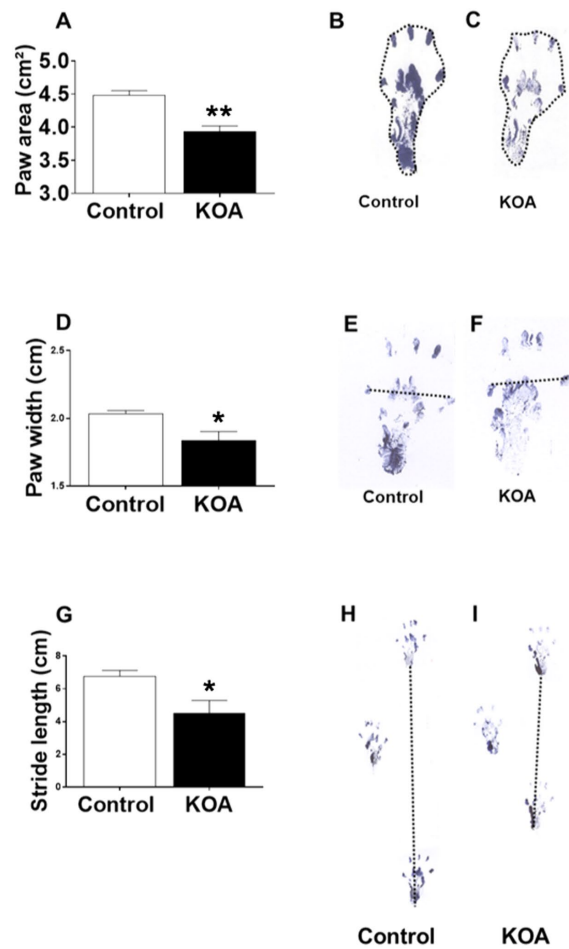 A
Paw area (cm²)
5.0
4.5
4.0
3.5
3.0
**
Control KOA
B
Control
C
KOA
D
Paw width (cm)
2.5
2.0
1.5
*
Control KOA
E
Control
F
KOA
G
Stride length (cm)
8
6
4
2
0
*
Control KOA
H
Control
I
KOA